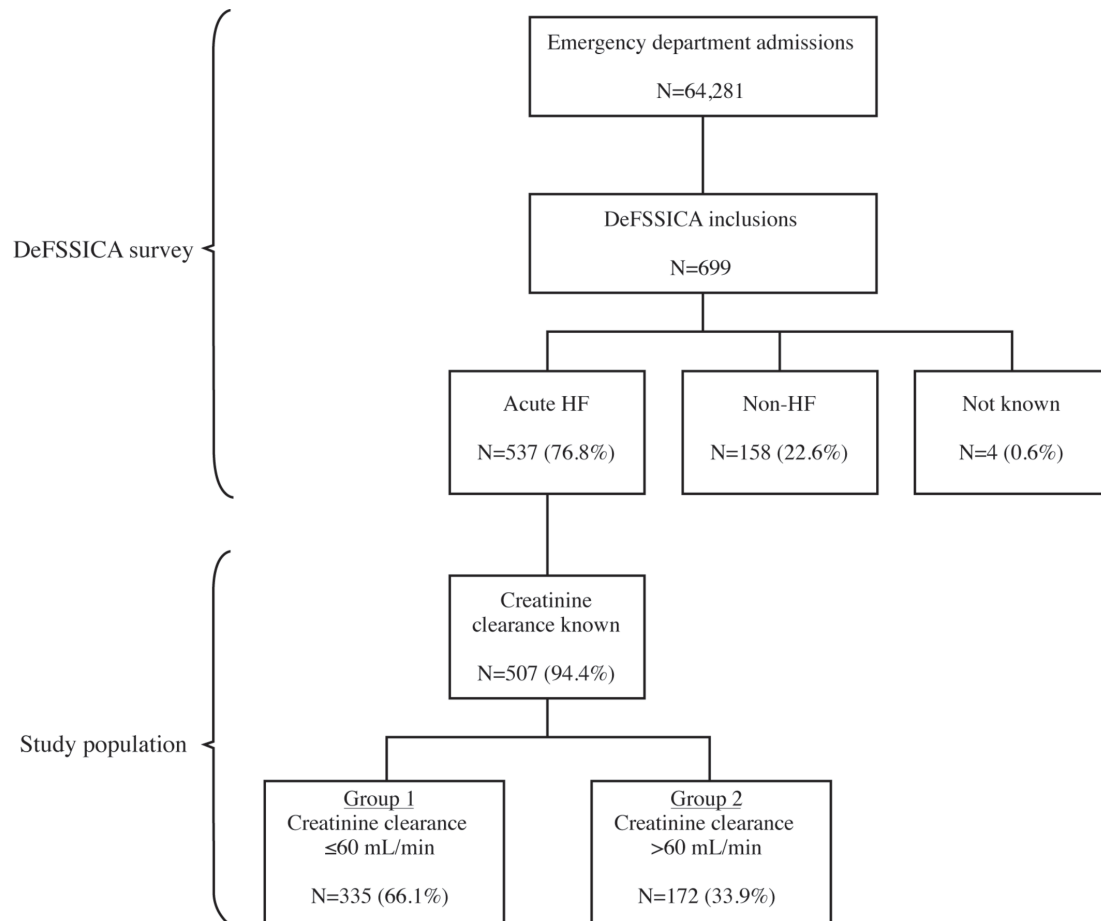 Emergency department admissions
N=64,281
DeFSSICA survey
DeFSSICA inclusions
N=699
Acute HF
N=537 (76.8%)
Non-HF
N=158 (22.6%)
Not known
N=4 (0.6%)
Creatinine
clearance known
N=507 (94.4%)
Study population
Group 1
Creatinine clearance
≤60 mL/min
N=335 (66.1%)
Group 2
Creatinine clearance
>60 mL/min
N=172 (33.9%)